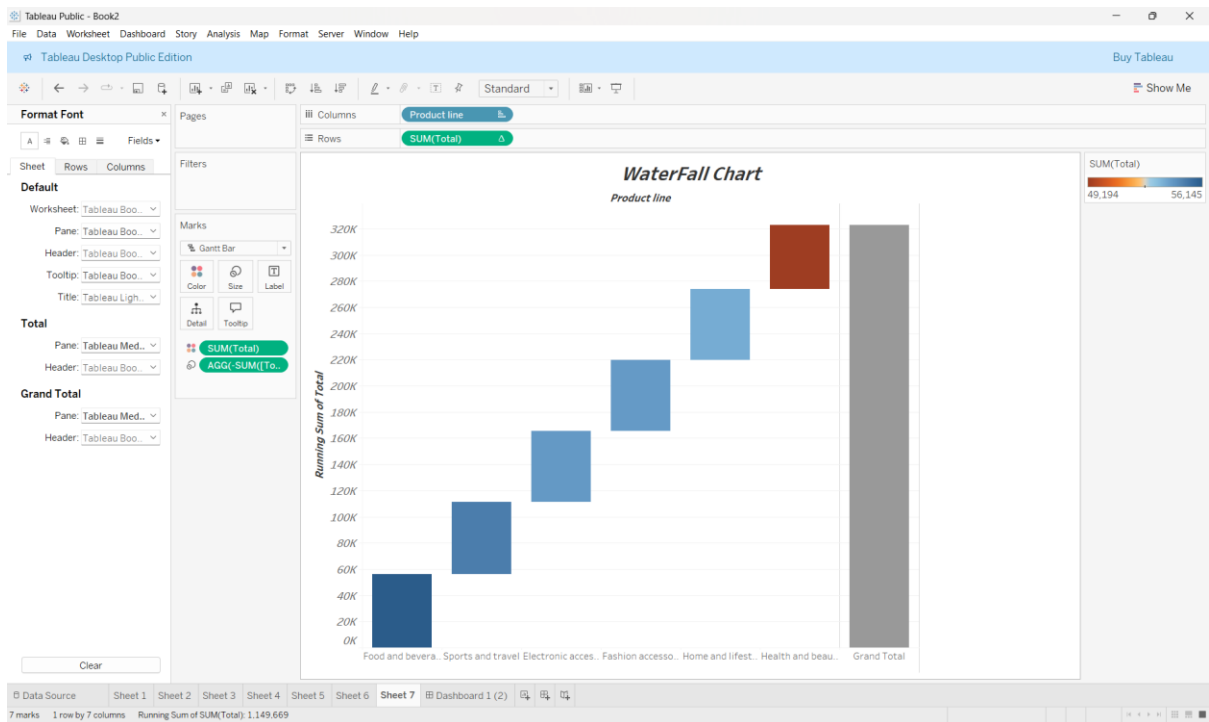 Tableau Public - Book2
File Data Worksheet Dashboard Story Analysis Map Format Server Window Help
Tableau Desktop Public Edition
Buy Tableau
Standard
Show Me
Format Font
Fields
Sheet Rows Columns
Default
Worksheet: Tableau Boo..
Pane: Tableau Boo..
Header: Tableau Boo..
Tooltip: Tableau Boo..
Title: Tableau Ligh..
Total
Pane: Tableau Med..
Header: Tableau Boo..
Grand Total
Pane: Tableau Med..
Header: Tableau Boo..
Clear
Pages
Filters
Marks
Gantt Bar
Color Size Label
Detail Tooltip
SUM(Total)
AGG(-SUM([To..
Columns Product line
Rows SUM(Total)
WaterFall Chart
Product line
Running Sum of Total
320K
300K
280K
260K
240K
220K
200K
180K
160K
140K
120K
100K
80K
60K
40K
20K
0K
Food and bevera.. Sports and travel Electronic acces.. Fashion accesso.. Home and lifest.. Health and beau.. Grand Total
SUM(Total)
49,194 56,145
Data Source Sheet 1 Sheet 2 Sheet 3 Sheet 4 Sheet 5 Sheet 6 Sheet 7 Dashboard 1 (2)
7 marks 1 row by 7 columns Running Sum of SUM(Total): 1,149,669